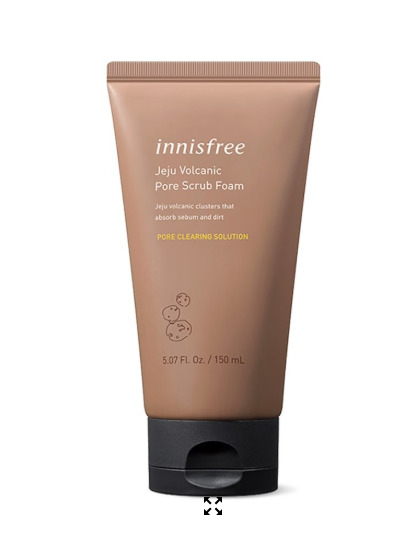 innisfree
Jeju Volcanic
Pore Scrub Foam
Jeju volcanic clusters that
absorb sebum and dirt
PORE CLEARING SOLUTION
5.07 Fl. Oz. / 150 mL